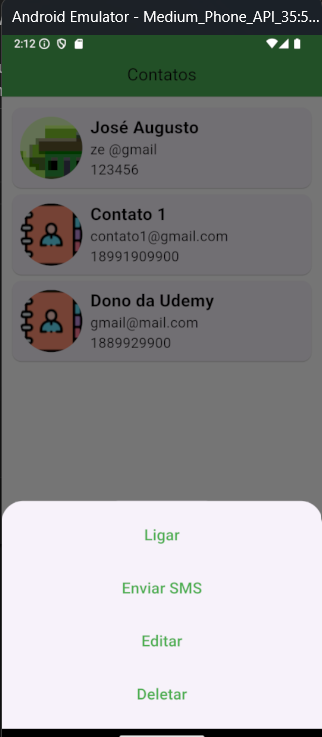 Android Emulator - Medium_Phone_API_35:5...
2:12
Contatos
José Augusto
ze @gmail
123456
Contato 1
contato1@gmail.com
18991909900
Dono da Udemy
gmail@mail.com
1889929900
Ligar
Enviar SMS
Editar
Deletar